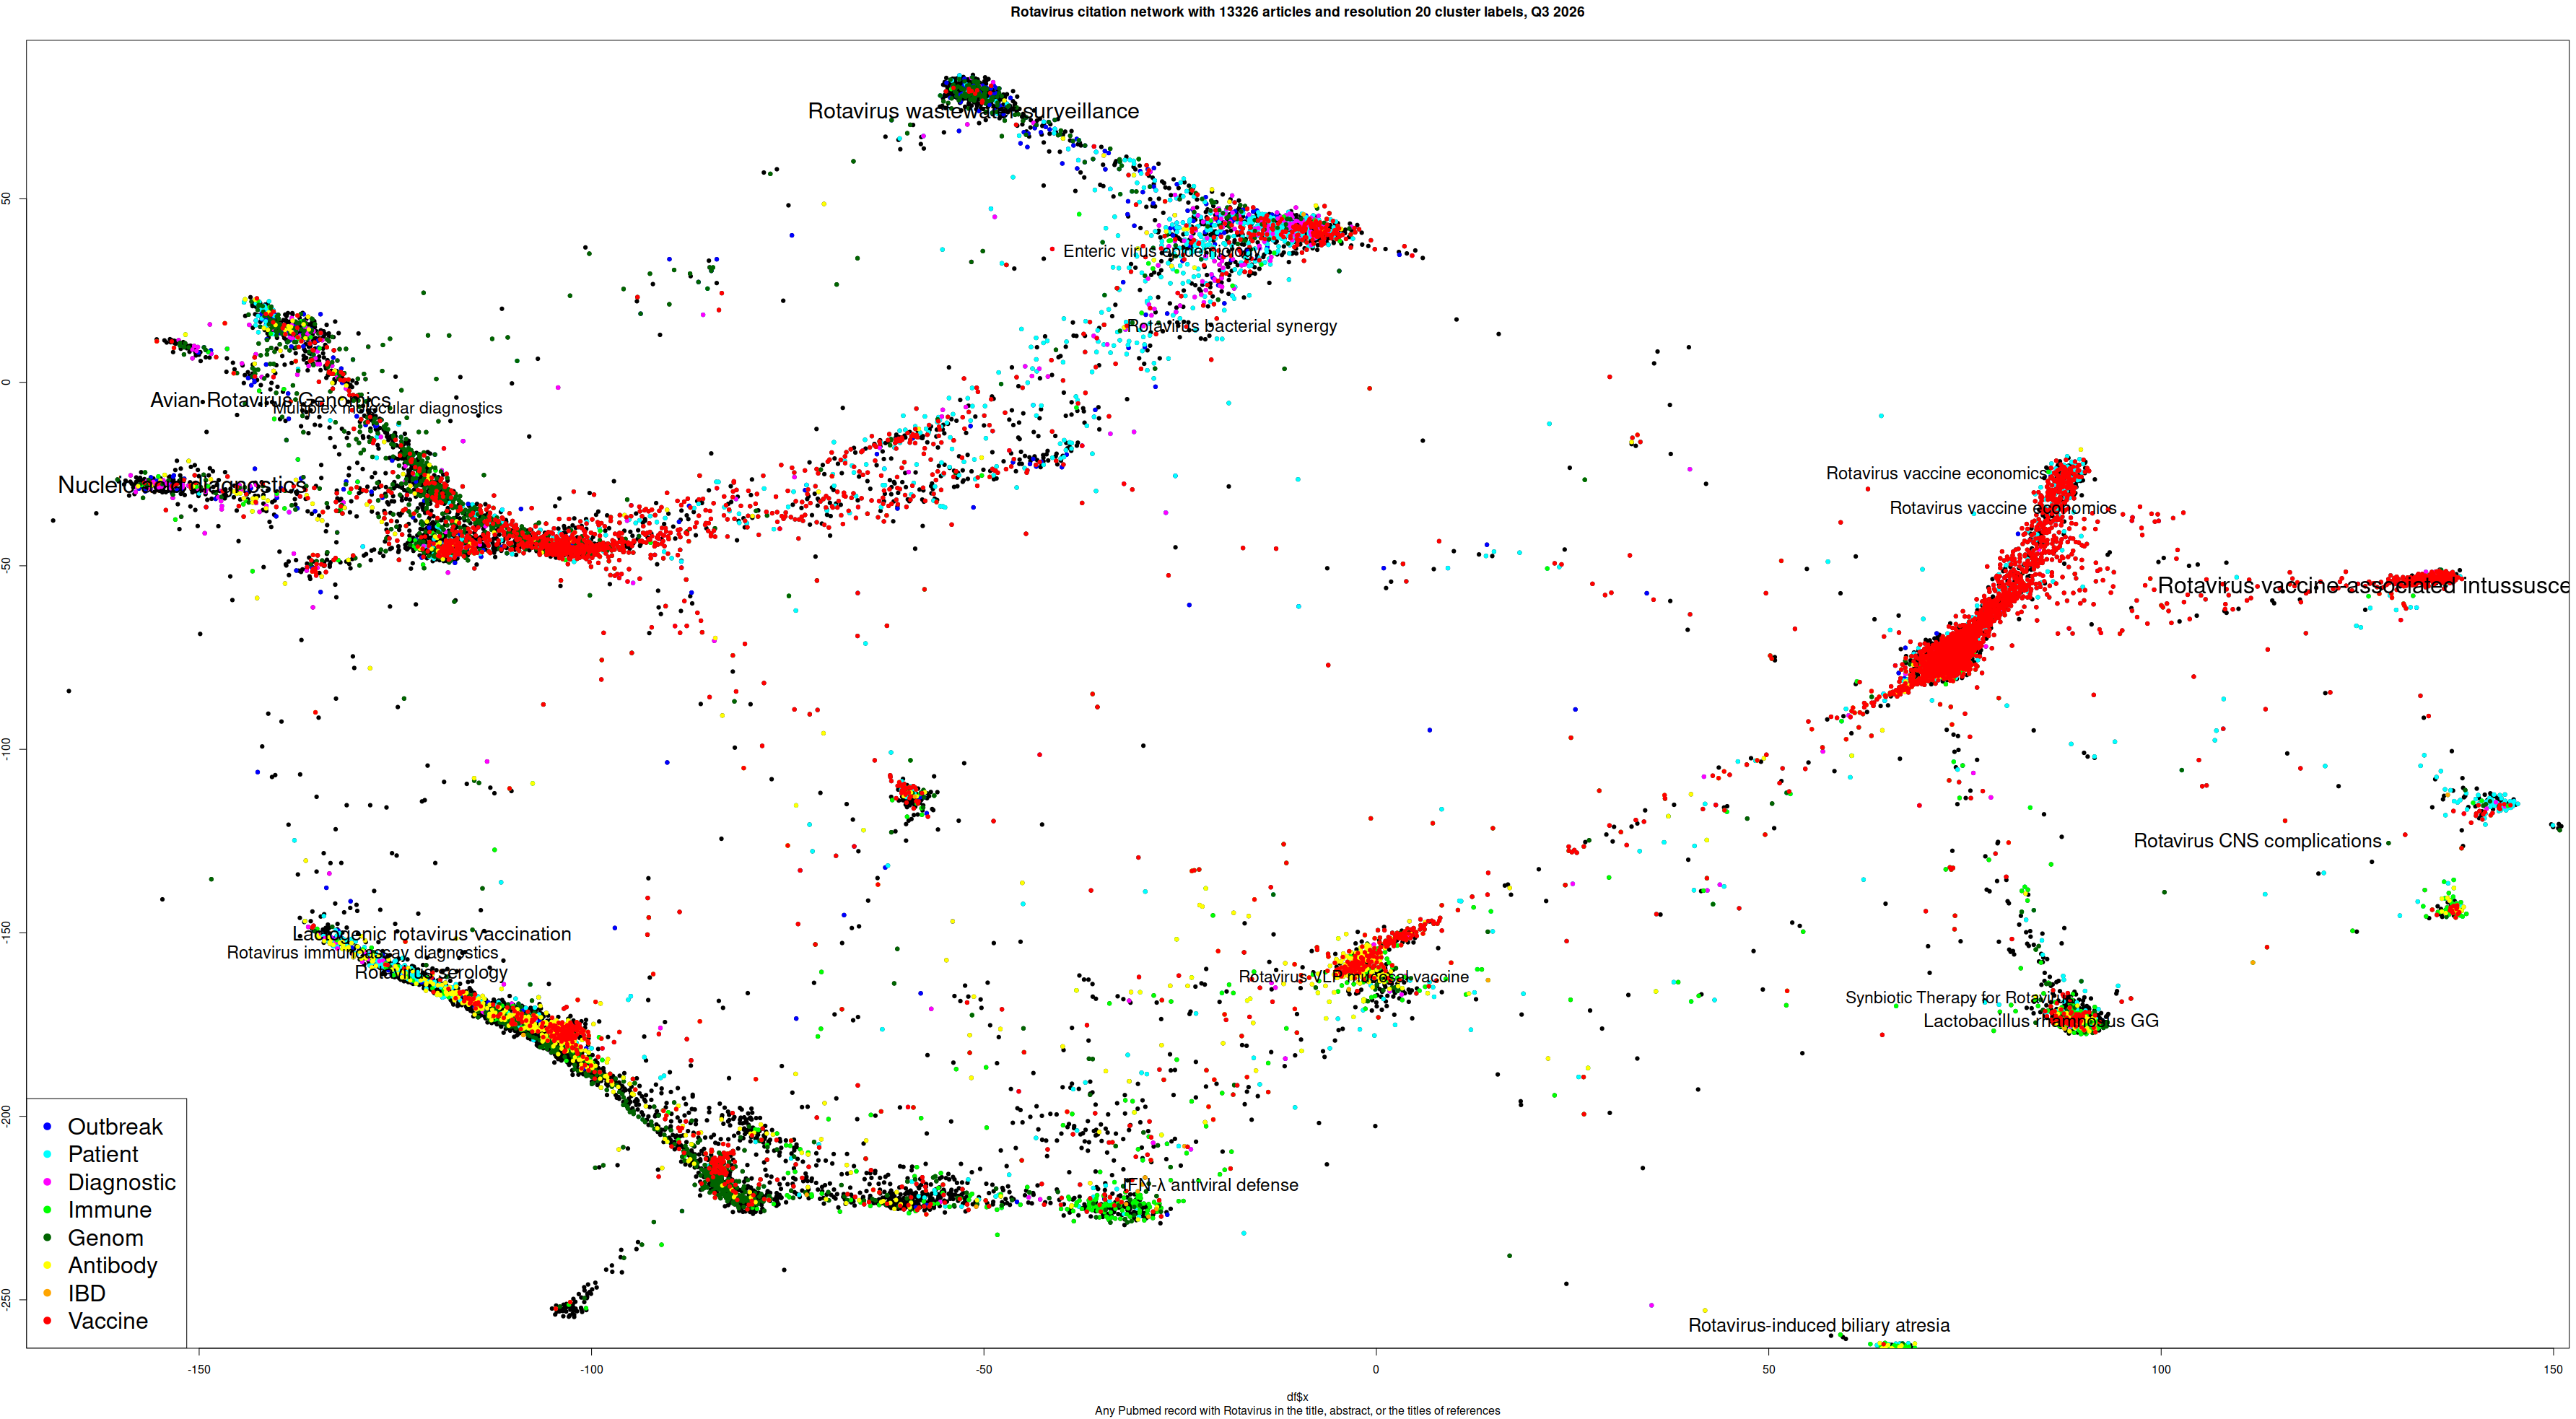 Rotavirus citation network with 13326 articles and resolution 20 cluster labels, Q3 2026
Rotavirus wastewater surveillance
Enteric virus epidemiology
Rotavirus bacterial synergy
Avian Rotavirus Genomics
Multiplex molecular diagnostics
Nucleic acid diagnostics
Rotavirus vaccine economics
Rotavirus vaccine economics
Rotavirus vaccine-associated intussusce
Rotavirus CNS complications
Lactogenic rotavirus vaccination
Rotavirus immunoassay diagnostics
Rotavirus serology
Rotavirus VLP mucosal vaccine
Synbiotic Therapy for Rotavirus
Lactobacillus rhamnosus GG
IFN-λ antiviral defense
Rotavirus-induced biliary atresia
Outbreak
Patient
Diagnostic
Immune
Genom
Antibody
IBD
Vaccine
50
0
-50
-100
-150
-200
-250
-150
-100
-50
0
50
100
150
df$x
Any Pubmed record with Rotavirus in the title, abstract, or the titles of references